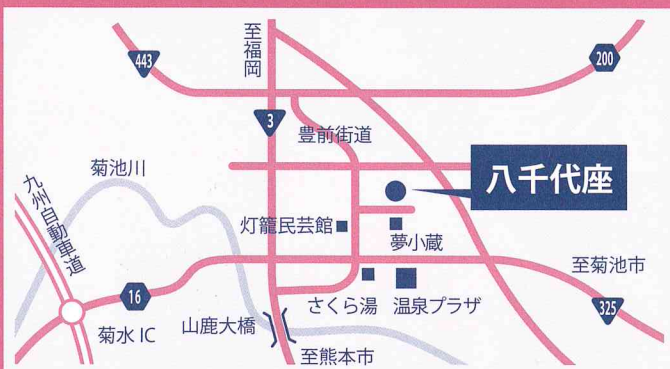 至福岡
443
200
3
豊前街道
菊池川
八千代座
九州自動車道
灯籠民芸館
夢小蔵
至菊池市
16
さくら湯
温泉プラザ
325
菊水 IC
山鹿大橋
至熊本市